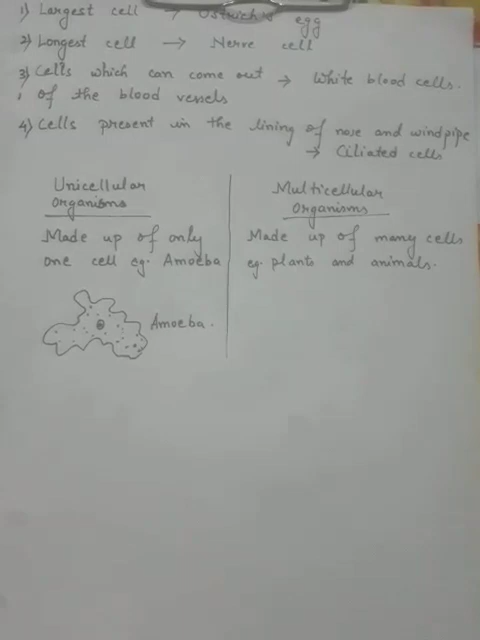 1) Largest cell → Ostrich's egg
2) Longest cell → Nerve cell
3) Cells which can come out → White blood cells.
of the blood vessels
4) Cells present in the lining of nose and windpipe
→ Ciliated cells
Unicellular
Organisms
Made up of only
one cell eg. Amoeba
Amoeba.
Multicellular
Organisms
Made up of many cells
eg. plants and animals.